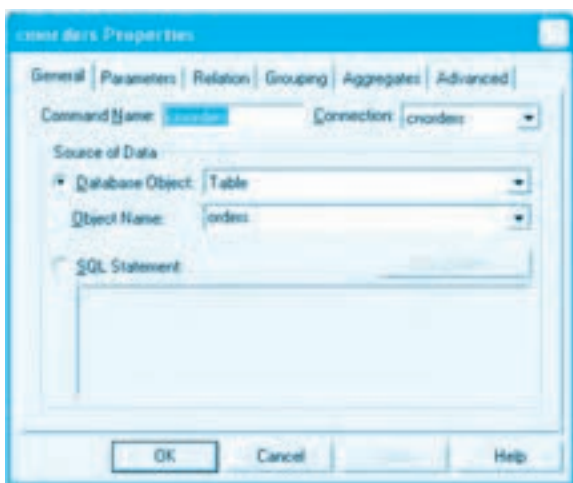 cmorders Properties
General Parameters Relation Grouping Aggregates Advanced
Command Name: Connection: cnorders
Source of Data
Database Object: Table
Object Name: orders
SQL Statement:
OK Cancel Help